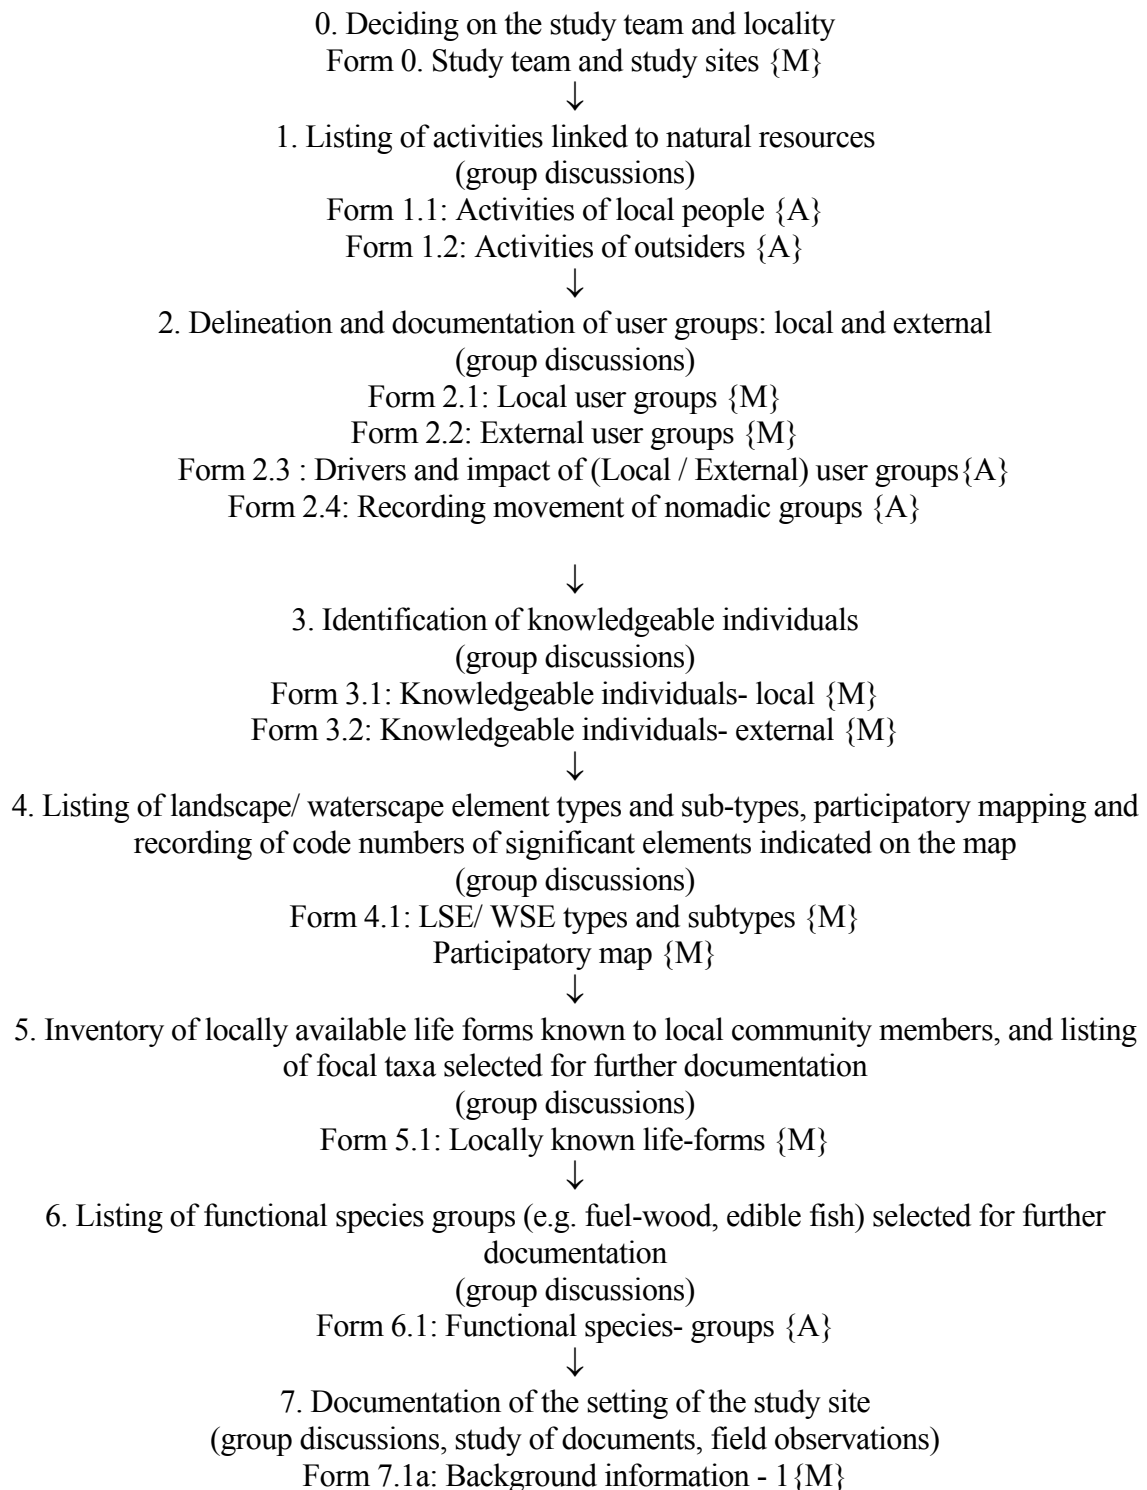 0. Deciding on the study team and locality
Form 0. Study team and study sites {M}
↓
1. Listing of activities linked to natural resources
(group discussions)
Form 1.1: Activities of local people {A}
Form 1.2: Activities of outsiders {A}
↓
2. Delineation and documentation of user groups: local and external
(group discussions)
Form 2.1: Local user groups {M}
Form 2.2: External user groups {M}
Form 2.3 : Drivers and impact of (Local / External) user groups{A}
Form 2.4: Recording movement of nomadic groups {A}
↓
3. Identification of knowledgeable individuals
(group discussions)
Form 3.1: Knowledgeable individuals- local {M}
Form 3.2: Knowledgeable individuals- external {M}
↓
4. Listing of landscape/ waterscape element types and sub-types, participatory mapping and
recording of code numbers of significant elements indicated on the map
(group discussions)
Form 4.1: LSE/ WSE types and subtypes {M}
Participatory map {M}
↓
5. Inventory of locally available life forms known to local community members, and listing
of focal taxa selected for further documentation
(group discussions)
Form 5.1: Locally known life-forms {M}
↓
6. Listing of functional species groups (e.g. fuel-wood, edible fish) selected for further
documentation
(group discussions)
Form 6.1: Functional species- groups {A}
↓
7. Documentation of the setting of the study site
(group discussions, study of documents, field observations)
Form 7.1a: Background information - 1{M}